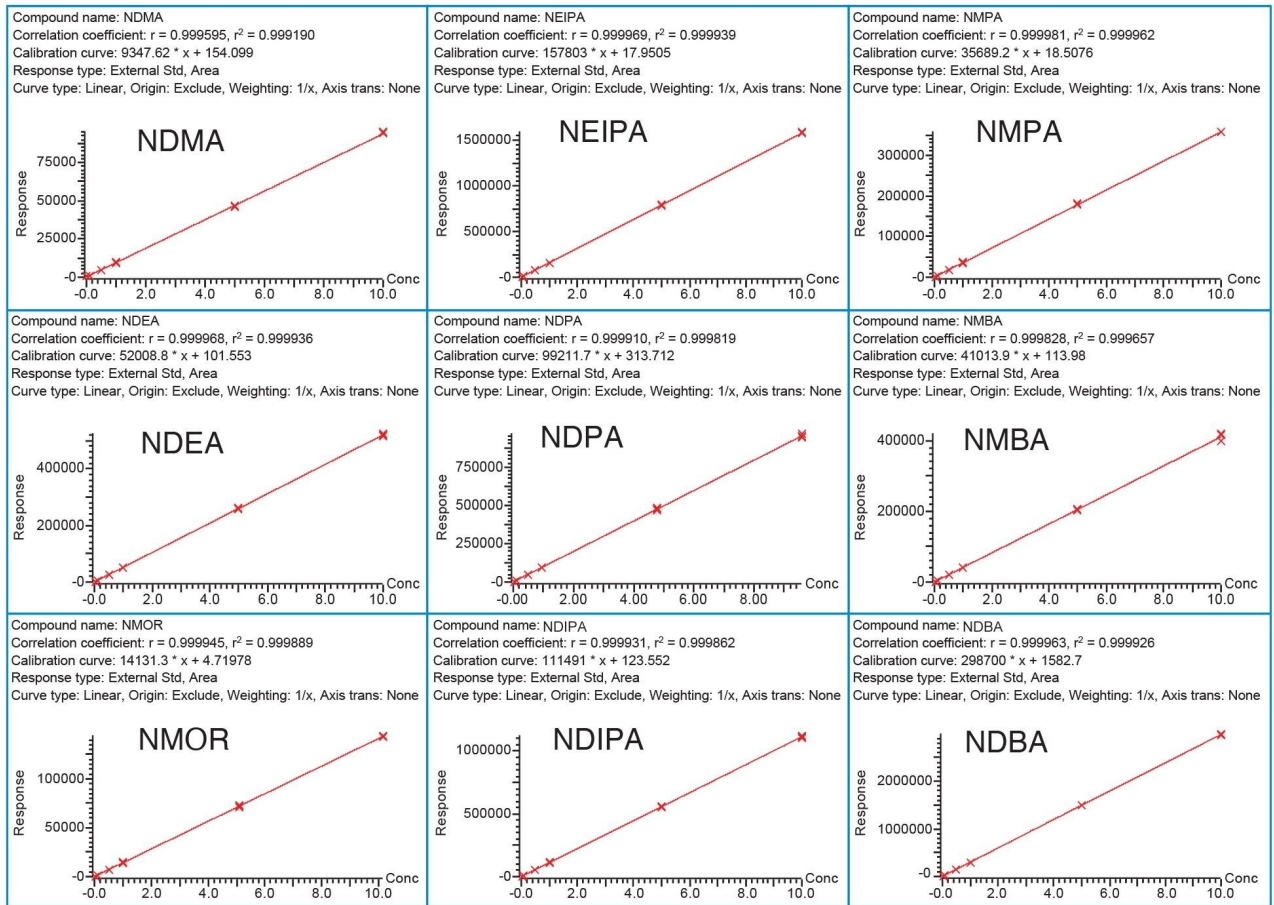 Compound name: NDMA
Correlation coefficient: r = 0.999595, r² = 0.999190
Calibration curve: 9347.62 * x + 154.099
Response type: External Std, Area
Curve type: Linear, Origin: Exclude, Weighting: 1/x, Axis trans: None
NDMA
Response
75000
50000
25000
-0
Conc
-0.0 2.0 4.0 6.0 8.0 10.0
Compound name: NEIPA
Correlation coefficient: r = 0.999969, r² = 0.999939
Calibration curve: 157803 * x + 17.9505
Response type: External Std, Area
Curve type: Linear, Origin: Exclude, Weighting: 1/x, Axis trans: None
NEIPA
Response
1500000
1000000
500000
-0
Conc
-0.0 2.0 4.0 6.0 8.0 10.0
Compound name: NMPA
Correlation coefficient: r = 0.999981, r² = 0.999962
Calibration curve: 35689.2 * x + 18.5076
Response type: External Std, Area
Curve type: Linear, Origin: Exclude, Weighting: 1/x, Axis trans: None
NMPA
Response
300000
200000
100000
-0
Conc
-0.0 2.0 4.0 6.0 8.0 10.0
Compound name: NDEA
Correlation coefficient: r = 0.999968, r² = 0.999936
Calibration curve: 52008.8 * x + 101.553
Response type: External Std, Area
Curve type: Linear, Origin: Exclude, Weighting: 1/x, Axis trans: None
NDEA
Response
400000
200000
-0
Conc
-0.0 2.0 4.0 6.0 8.0 10.0
Compound name: NDPA
Correlation coefficient: r = 0.999910, r² = 0.999819
Calibration curve: 99211.7 * x + 313.712
Response type: External Std, Area
Curve type: Linear, Origin: Exclude, Weighting: 1/x, Axis trans: None
NDPA
Response
750000
500000
250000
-0
Conc
-0.00 2.00 4.00 6.00 8.00
Compound name: NMBA
Correlation coefficient: r = 0.999828, r² = 0.999657
Calibration curve: 41013.9 * x + 113.98
Response type: External Std, Area
Curve type: Linear, Origin: Exclude, Weighting: 1/x, Axis trans: None
NMBA
Response
400000
200000
-0
Conc
-0.0 2.0 4.0 6.0 8.0 10.0
Compound name: NMOR
Correlation coefficient: r = 0.999945, r² = 0.999889
Calibration curve: 14131.3 * x + 4.71978
Response type: External Std, Area
Curve type: Linear, Origin: Exclude, Weighting: 1/x, Axis trans: None
NMOR
Response
100000
50000
-0
Conc
-0.0 2.0 4.0 6.0 8.0 10.0
Compound name: NDIPA
Correlation coefficient: r = 0.999931, r² = 0.999862
Calibration curve: 111491 * x + 123.552
Response type: External Std, Area
Curve type: Linear, Origin: Exclude, Weighting: 1/x, Axis trans: None
NDIPA
Response
1000000
500000
-0
Conc
-0.0 2.0 4.0 6.0 8.0 10.0
Compound name: NDBA
Correlation coefficient: r = 0.999963, r² = 0.999926
Calibration curve: 298700 * x + 1582.7
Response type: External Std, Area
Curve type: Linear, Origin: Exclude, Weighting: 1/x, Axis trans: None
NDBA
Response
2000000
1000000
-0
Conc
-0.0 2.0 4.0 6.0 8.0 10.0